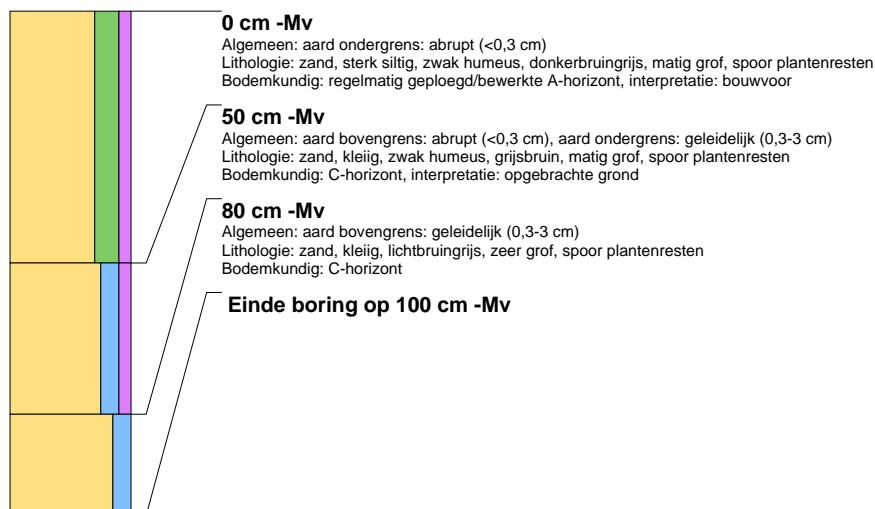 0 cm -Mv
Algemeen: aard ondergrens: abrupt (<0,3 cm)
Lithologie: zand, sterk siltig, zwak humeus, donkerbruingrijs, matig grof, spoor plantenresten
Bodemkundig: regelmatig geploegd/bewerkte A-horizont, interpretatie: bouwvoor
50 cm -Mv
Algemeen: aard bovengrens: abrupt (<0,3 cm), aard ondergrens: geleidelijk (0,3-3 cm)
Lithologie: zand, kleiig, zwak humeus, grijsbruin, matig grof, spoor plantenresten
Bodemkundig: C-horizont, interpretatie: opgebrachte grond
80 cm -Mv
Algemeen: aard bovengrens: geleidelijk (0,3-3 cm)
Lithologie: zand, kleiig, lichtbruingrijs, zeer grof, spoor plantenresten
Bodemkundig: C-horizont
Einde boring op 100 cm -Mv